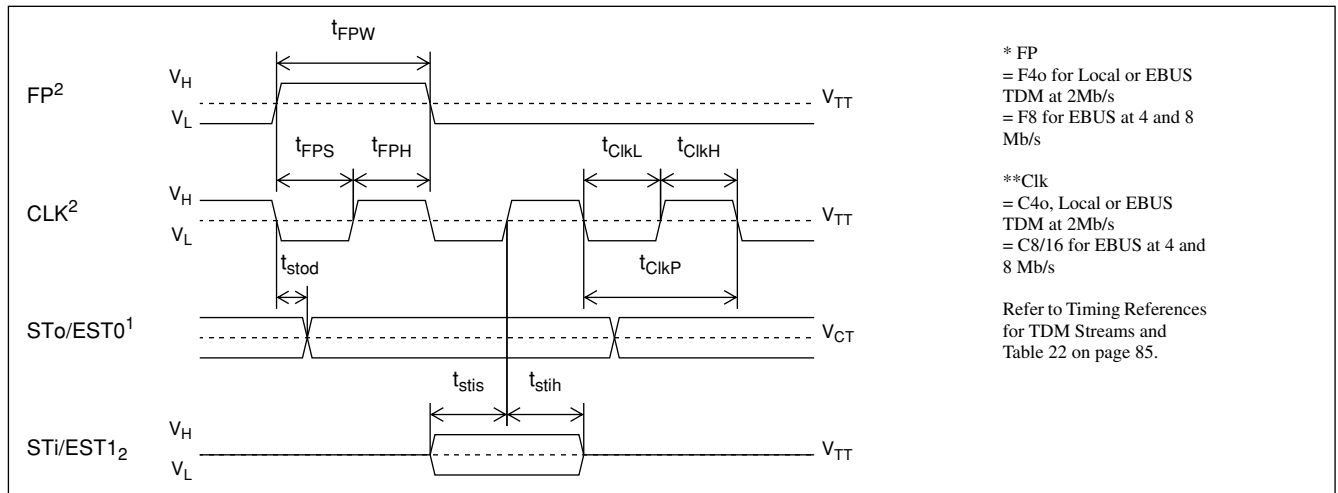 tFPW
FP²
VH
VL
VTT
tFPS
tFPH
tClkL
tClkH
CLK²
VH
VL
VTT
tstod
tClkP
STo/EST0¹
VCT
tstis
tstih
STi/EST1₂
VH
VL
VTT
* FP
= F4o for Local or EBUS
TDM at 2Mb/s
= F8 for EBUS at 4 and 8
Mb/s
**Clk
= C4o, Local or EBUS
TDM at 2Mb/s
= C8/16 for EBUS at 4 and
8 Mb/s
Refer to Timing References
for TDM Streams and
Table 22 on page 85.